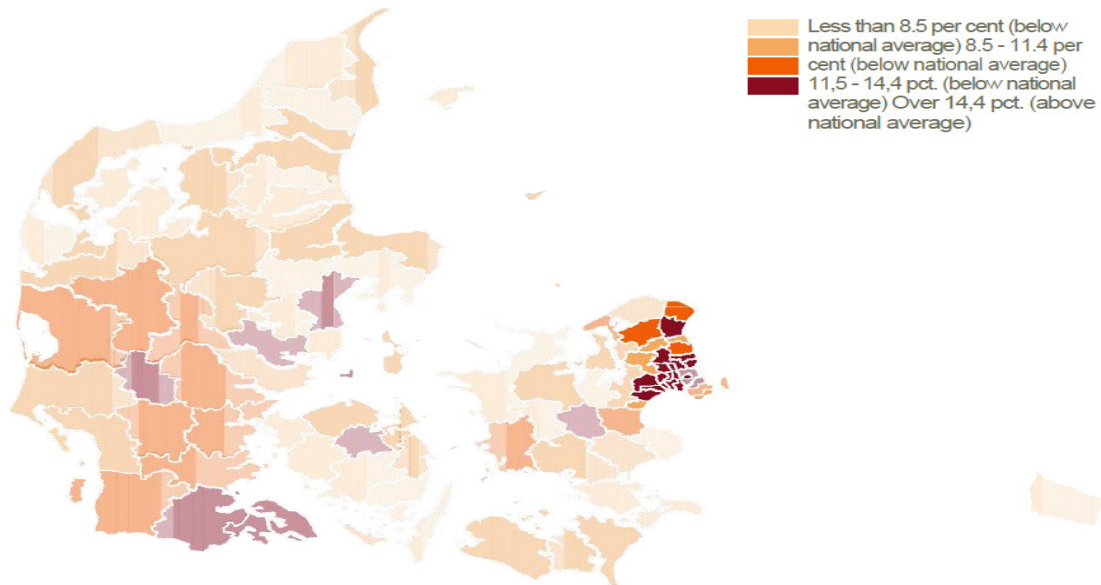 Less than 8.5 per cent (below
national average) 8.5 - 11.4 per
cent (below national average)
11,5 - 14,4 pct. (below national
average) Over 14,4 pct. (above
national average)